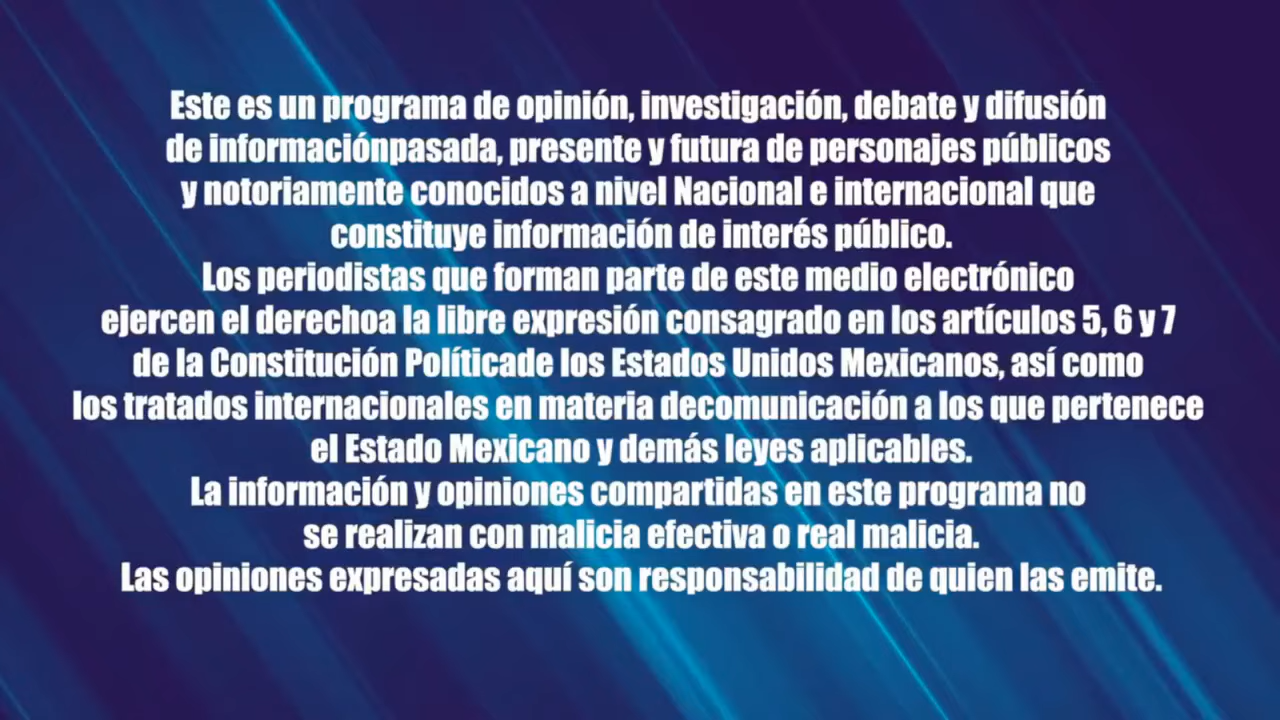 Este es un programa de opinión, investigación, debate y difusión
de informaciónpasada, presente y futura de personajes públicos
y notoriamente conocidos a nivel Nacional e internacional que
constituye información de interés público.
Los periodistas que forman parte de este medio electrónico
ejercen el derechoa la libre expresión consagrado en los artículos 5, 6 y 7
de la Constitución Políticade los Estados Unidos Mexicanos, así como
los tratados internacionales en materia decomunicación a los que pertenece
el Estado Mexicano y demás leyes aplicables.
La información y opiniones compartidas en este programa no
se realizan con malicia efectiva o real malicia.
Las opiniones expresadas aquí son responsabilidad de quien las emite.